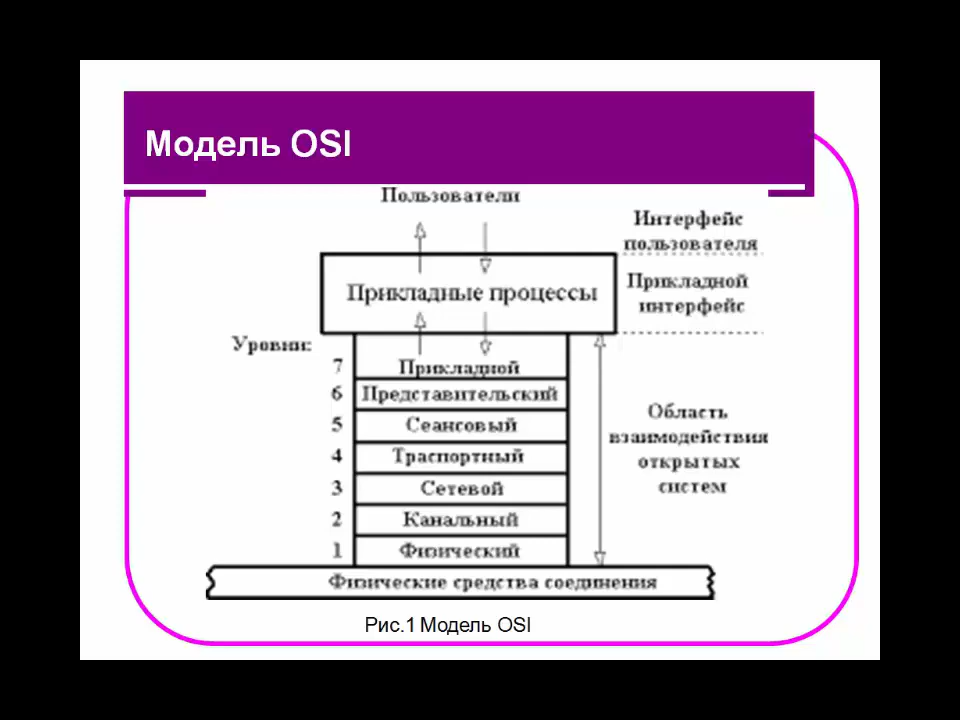 Модель OSI
Пользователи
Интерфейс
пользователя
Прикладные процессы
Прикладной
интерфейс
Уровни:
7 Прикладной
6 Представительский
5 Сеансовый
4 Траспортный
3 Сетевой
2 Канальный
1 Физический
Область
взаимодействия
открытых
систем
Физические средства соединения
Рис.1 Модель OSI